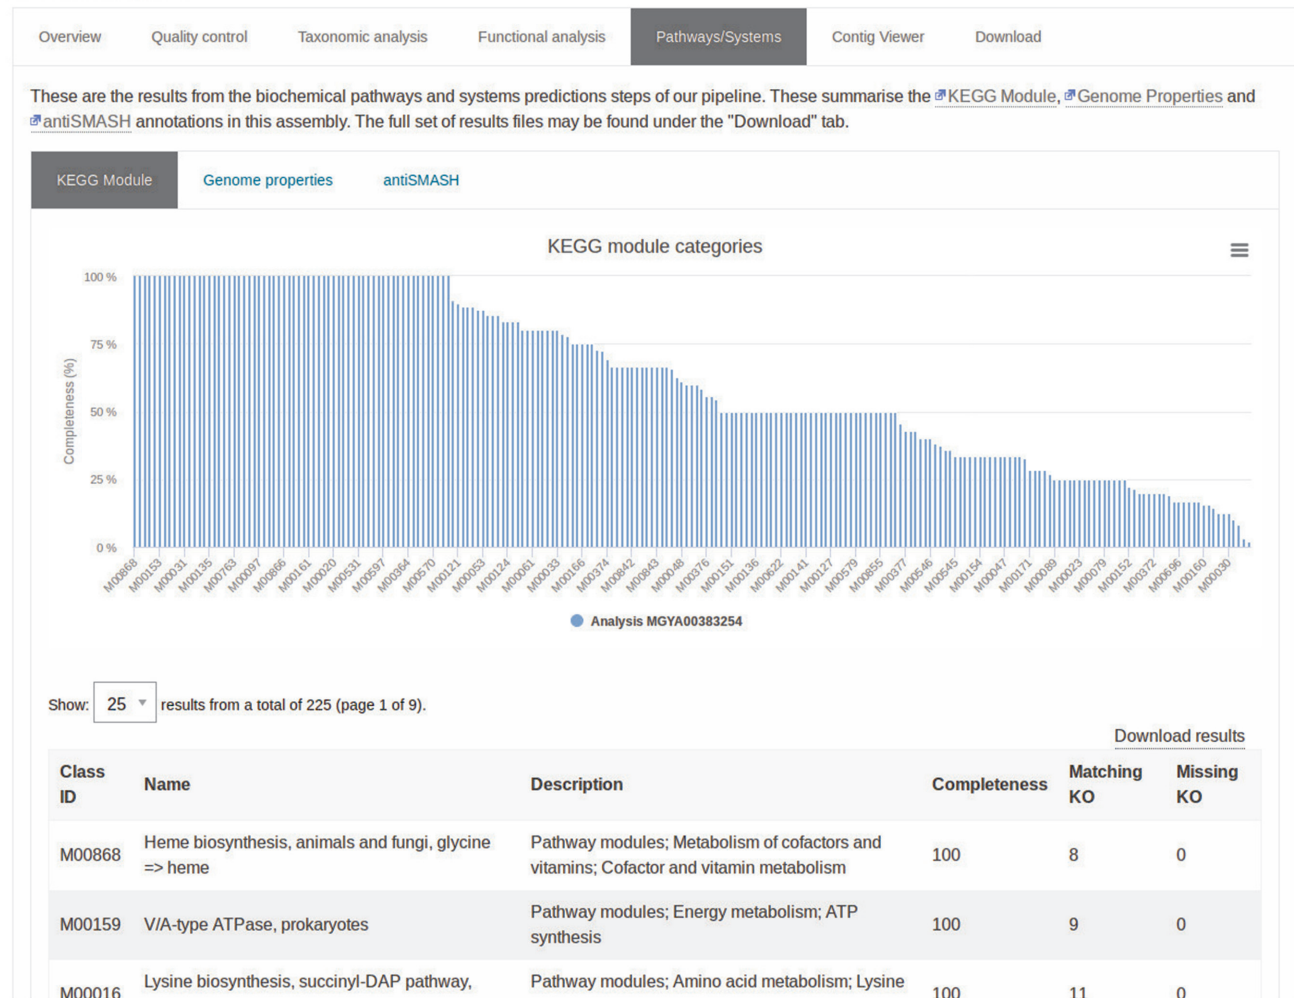 Overview Quality control Taxonomic analysis Functional analysis Pathways/Systems Contig Viewer Download
These are the results from the biochemical pathways and systems predictions steps of our pipeline. These summarise the KEGG Module, Genome Properties and
antiSMASH annotations in this assembly. The full set of results files may be found under the "Download" tab.
KEGG Module Genome properties antiSMASH
KEGG module categories
100 %
75 %
50 %
25 %
0 %
Completeness (%)
M00868 M00153 M00031 M00135 M00763 M00097 M00866 M00161 M00020 M00531 M00597 M00364 M00570 M00121 M00053 M00124 M00061 M00033 M00166 M00374 M00842 M00843 M00048 M00376 M00151 M00136 M00622 M00141 M00127 M00579 M00855 M00377 M00546 M00545 M00154 M00047 M00171 M00089 M00023 M00079 M00152 M00372 M00696 M00160 M00030
Analysis MGYA00383254
Show: 25 results from a total of 225 (page 1 of 9).
Download results
Class ID Name Description Completeness Matching KO Missing KO
M00868 Heme biosynthesis, animals and fungi, glycine => heme Pathway modules; Metabolism of cofactors and vitamins; Cofactor and vitamin metabolism 100 8 0
M00159 V/A-type ATPase, prokaryotes Pathway modules; Energy metabolism; ATP synthesis 100 9 0
M00016 Lysine biosynthesis, succinyl-DAP pathway, Pathway modules; Amino acid metabolism; Lysine 100 11 0